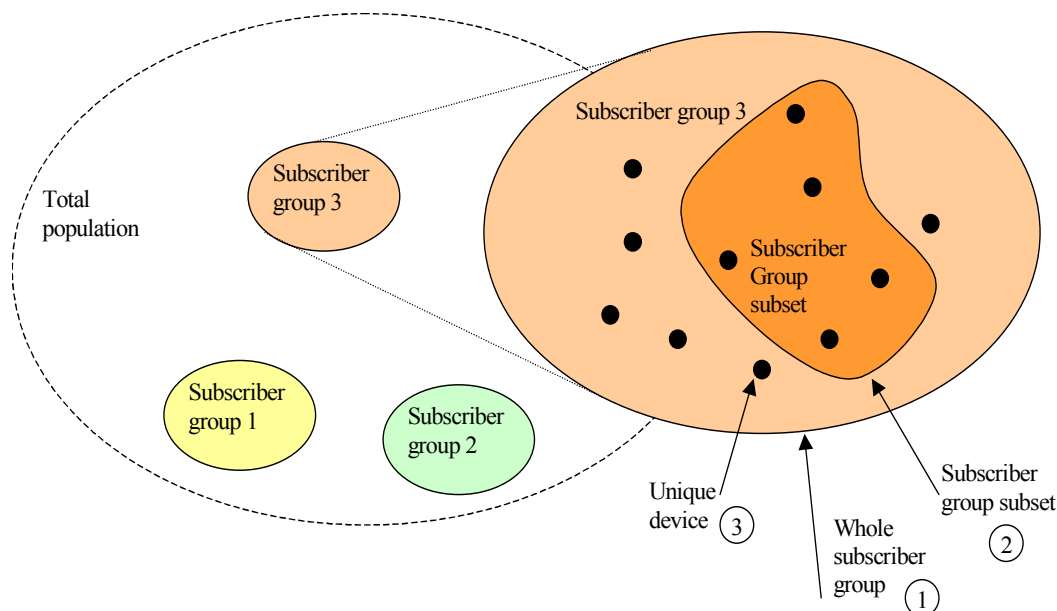 Subscriber group 3
Subscriber
group 3
Total
population
Subscriber
Group
subset
Subscriber
group 1
Subscriber
group 2
Unique
device 3
Subscriber
group subset
2
Whole
subscriber
group 1